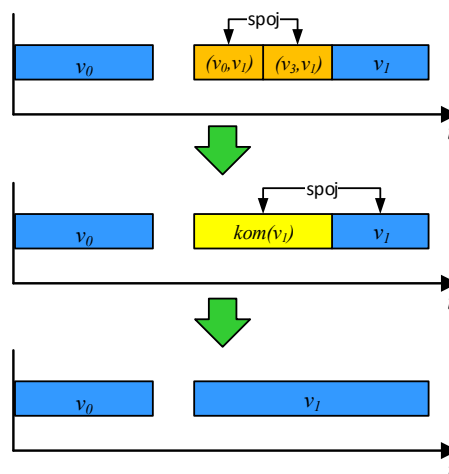 spoj
v₀ (v₀,v₁) (v₃,v₁) v₁
spoj
v₀ kom(v₁) v₁
v₀ v₁